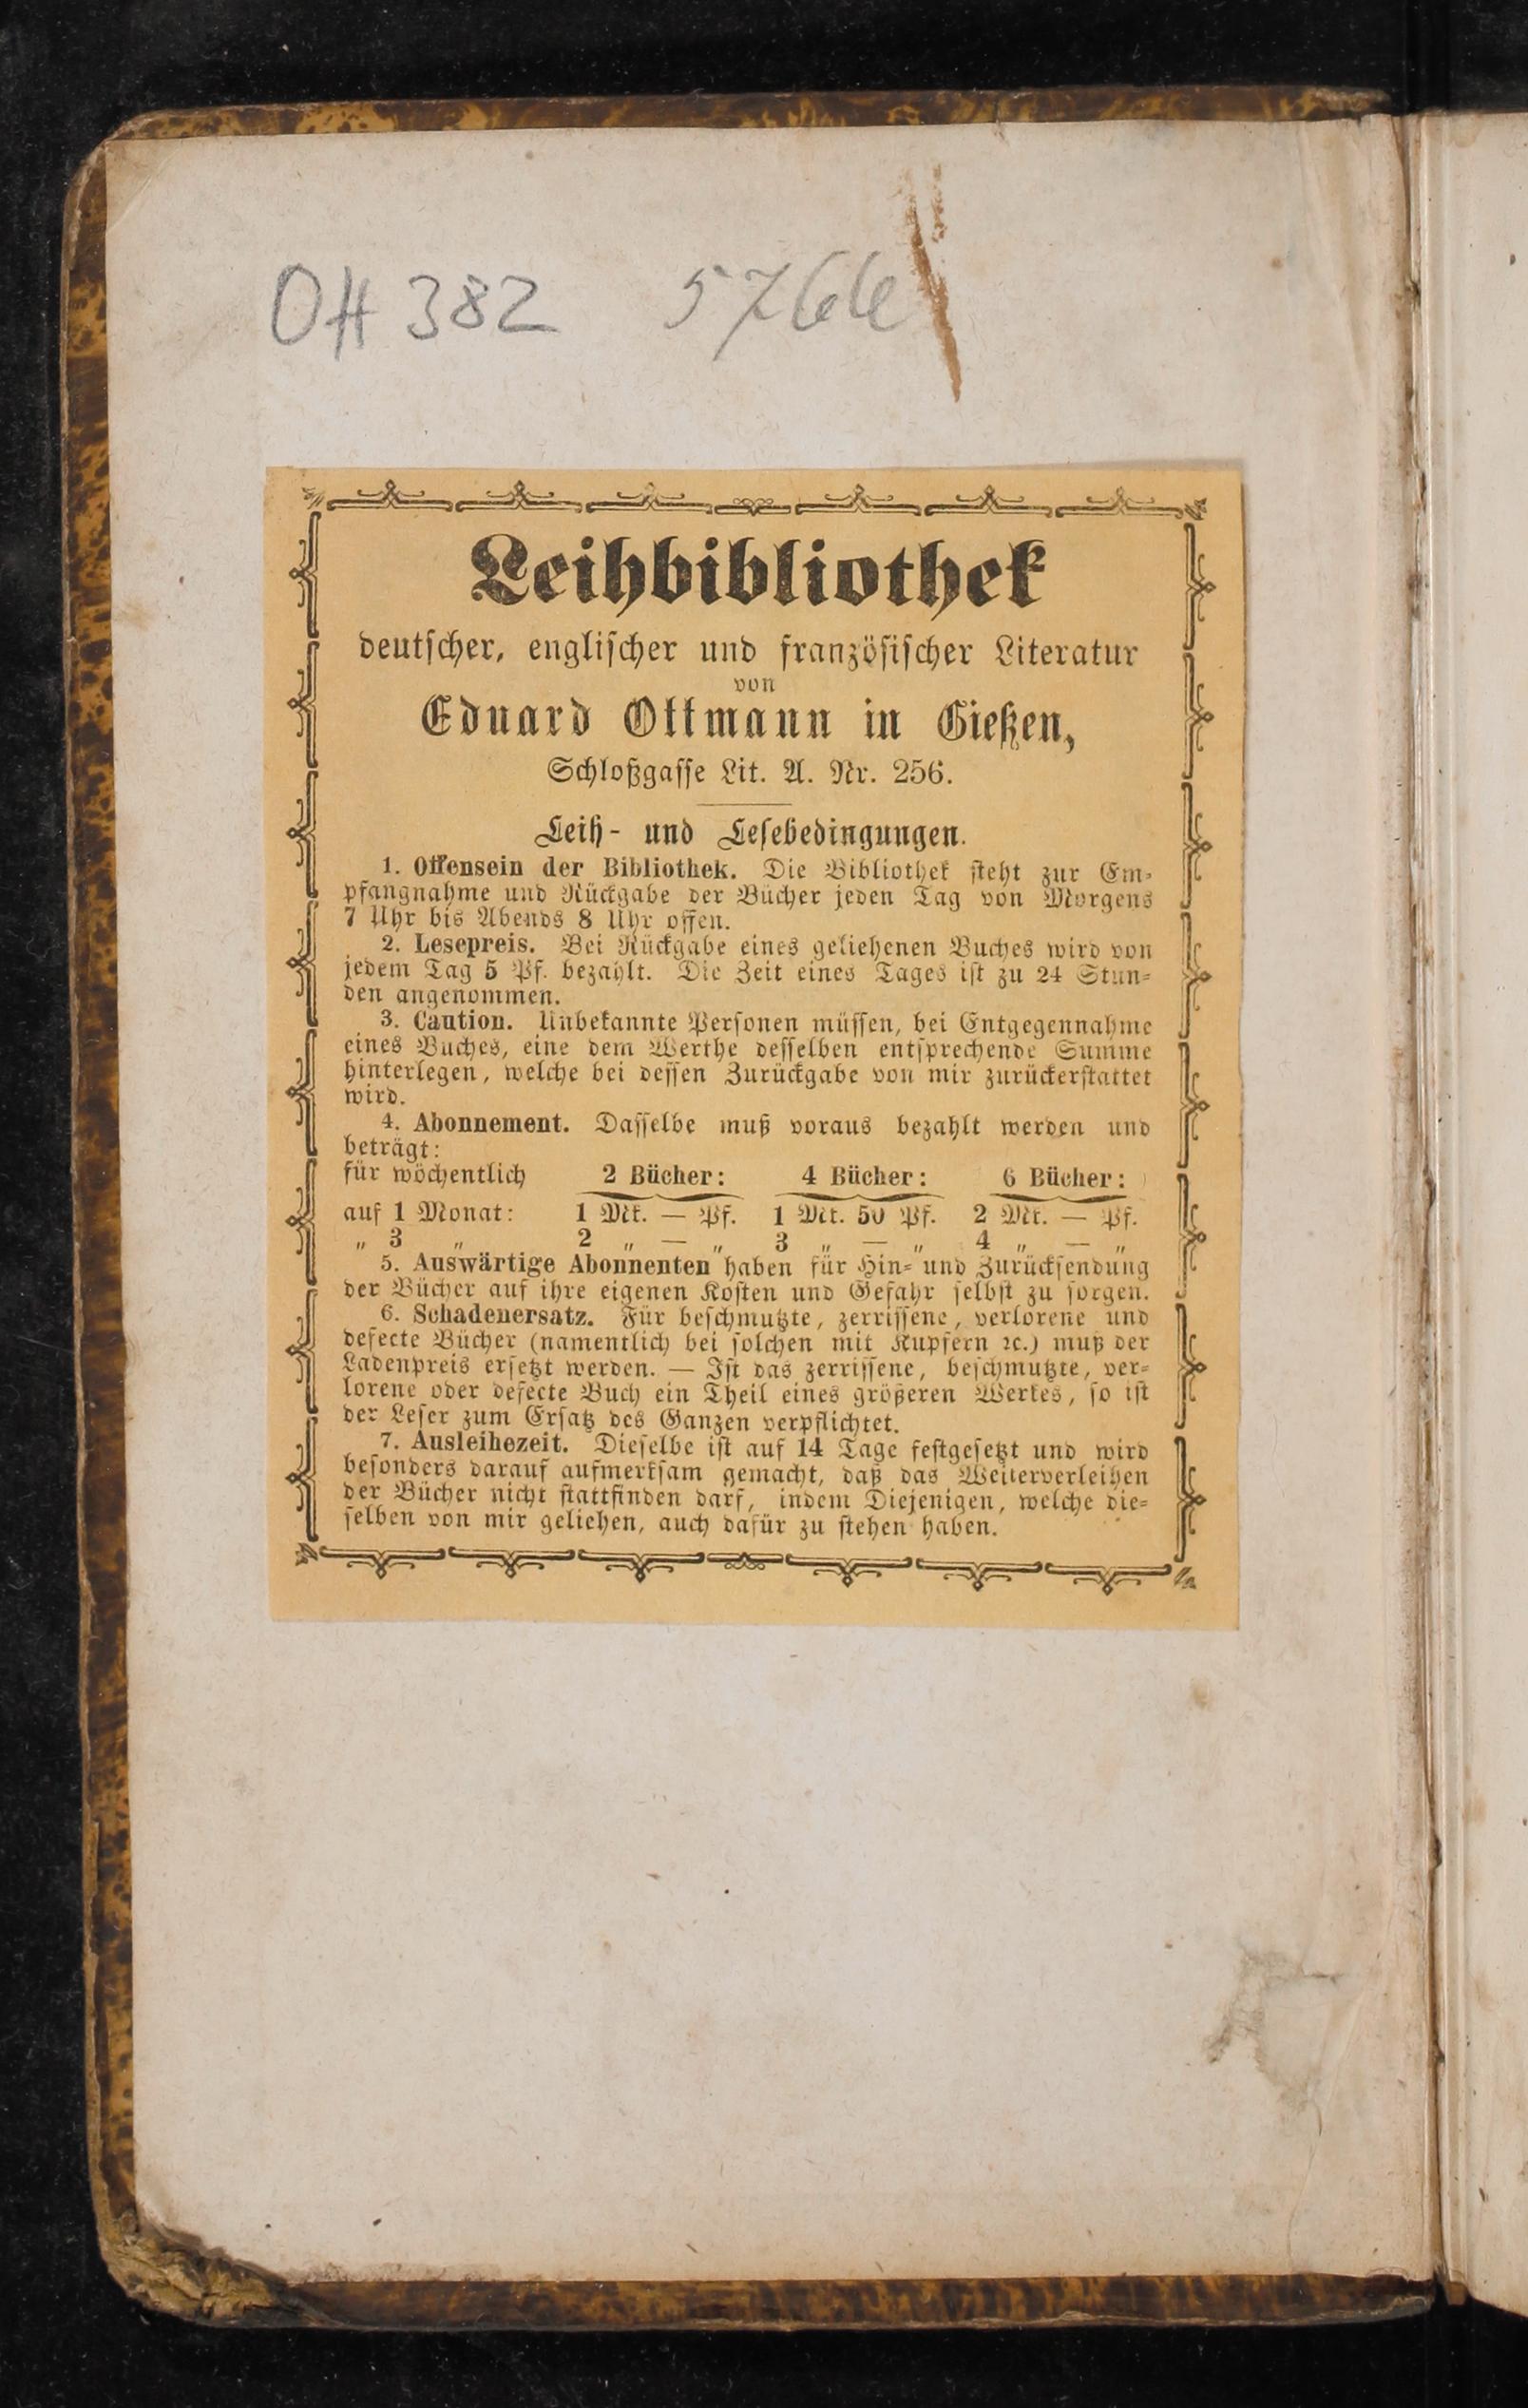 Ott 382 5766
Leihbibliothek
deutscher, englischer und französischer Literatur
von
Eduard Ottmann in Gießen,
Schloßgasse Lit. A. Nr. 256.
Leih- und Lesebedingungen.
1. Offensein der Bibliothek. Die Bibliothek steht zur Em-
pfangnahme und Rückgabe der Bücher jeden Tag von Morgens
7 Uhr bis Abends 8 Uhr offen.
2. Lesepreis. Bei Rückgabe eines geliehenen Buches wird von
jedem Tag 5 Pf. bezahlt. Die Zeit eines Tages ist zu 24 Stun-
den angenommen.
3. Caution. Unbekannte Personen müssen, bei Entgegennahme
eines Buches, eine dem Werthe desselben entsprechende Summe
hinterlegen, welche bei dessen Zurückgabe von mir zurückerstattet
wird.
4. Abonnement. Dasselbe muß voraus bezahlt werden und
beträgt:
für wöchentlich 2 Bücher: 4 Bücher: 6 Bücher:
auf 1 Monat: 1 Mk. — Pf. 1 Mk. 50 Pf. 2 Mk. — Pf.
„ 3 „ 2 „ — „ 3 „ — „ 4 „ — „
5. Auswärtige Abonnenten haben für Hin- und Zurücksendung
der Bücher auf ihre eigenen Kosten und Gefahr selbst zu sorgen.
6. Schadenersatz. Für beschmutzte, zerrissene, verlorene und
defecte Bücher (namentlich bei solchen mit Kupfern ꝛc.) muß der
Ladenpreis ersetzt werden. — Ist das zerrissene, beschmutzte, ver-
lorene oder defecte Buch ein Theil eines größeren Werkes, so ist
der Leser zum Ersatz des Ganzen verpflichtet.
7. Ausleihezeit. Dieselbe ist auf 14 Tage festgesetzt und wird
besonders darauf aufmerksam gemacht, daß das Weiterverleihen
der Bücher nicht stattfinden darf, indem Diejenigen, welche die-
selben von mir geliehen, auch dafür zu stehen haben.